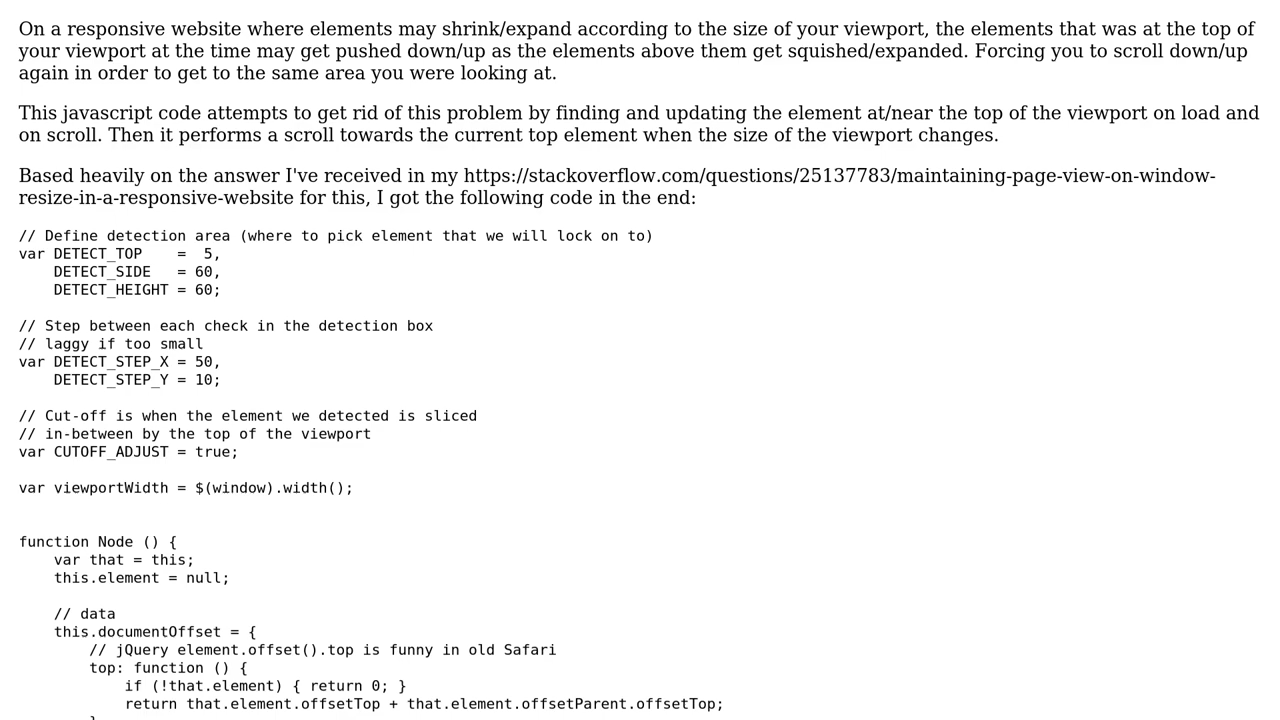 On a responsive website where elements may shrink/expand according to the size of your viewport, the elements that was at the top of
your viewport at the time may get pushed down/up as the elements above them get squished/expanded. Forcing you to scroll down/up
again in order to get to the same area you were looking at.
This javascript code attempts to get rid of this problem by finding and updating the element at/near the top of the viewport on load and
on scroll. Then it performs a scroll towards the current top element when the size of the viewport changes.
Based heavily on the answer I've received in my https://stackoverflow.com/questions/25137783/maintaining-page-view-on-window-
resize-in-a-responsive-website for this, I got the following code in the end:
// Define detection area (where to pick element that we will lock on to)
var DETECT_TOP    =  5,
    DETECT_SIDE   = 60,
    DETECT_HEIGHT = 60;
// Step between each check in the detection box
// laggy if too small
var DETECT_STEP_X = 50,
    DETECT_STEP_Y = 10;
// Cut-off is when the element we detected is sliced
// in-between by the top of the viewport
var CUTOFF_ADJUST = true;
var viewportWidth = $(window).width();
function Node () {
    var that = this;
    this.element = null;
    // data
    this.documentOffset = {
        // jQuery element.offset().top is funny in old Safari
        top: function () {
            if (!that.element) { return 0; }
            return that.element.offsetTop + that.element.offsetParent.offsetTop;